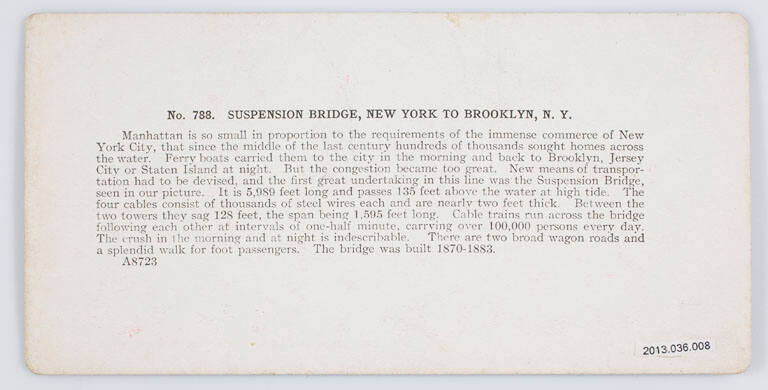 No. 788. SUSPENSION BRIDGE, NEW YORK TO BROOKLYN, N. Y.
Manhattan is so small in proportion to the requirements of the immense commerce of New
York City, that since the middle of the last century hundreds of thousands sought homes across
the water. Ferry boats carried them to the city in the morning and back to Brooklyn, Jersey
City or Staten Island at night. But the congestion became too great. New means of transpor-
tation had to be devised, and the first great undertaking in this line was the Suspension Bridge,
seen in our picture. It is 5,989 feet long and passes 135 feet above the water at high tide. The
four cables consist of thousands of steel wires each and are nearly two feet thick. Between the
two towers they sag 128 feet, the span being 1,595 feet long. Cable trains run across the bridge
following each other at intervals of one-half minute, carrying over 100,000 persons every day.
The crush in the morning and at night is indescribable. There are two broad wagon roads and
a splendid walk for foot passengers. The bridge was built 1870-1883.
A8723
2013.036.008